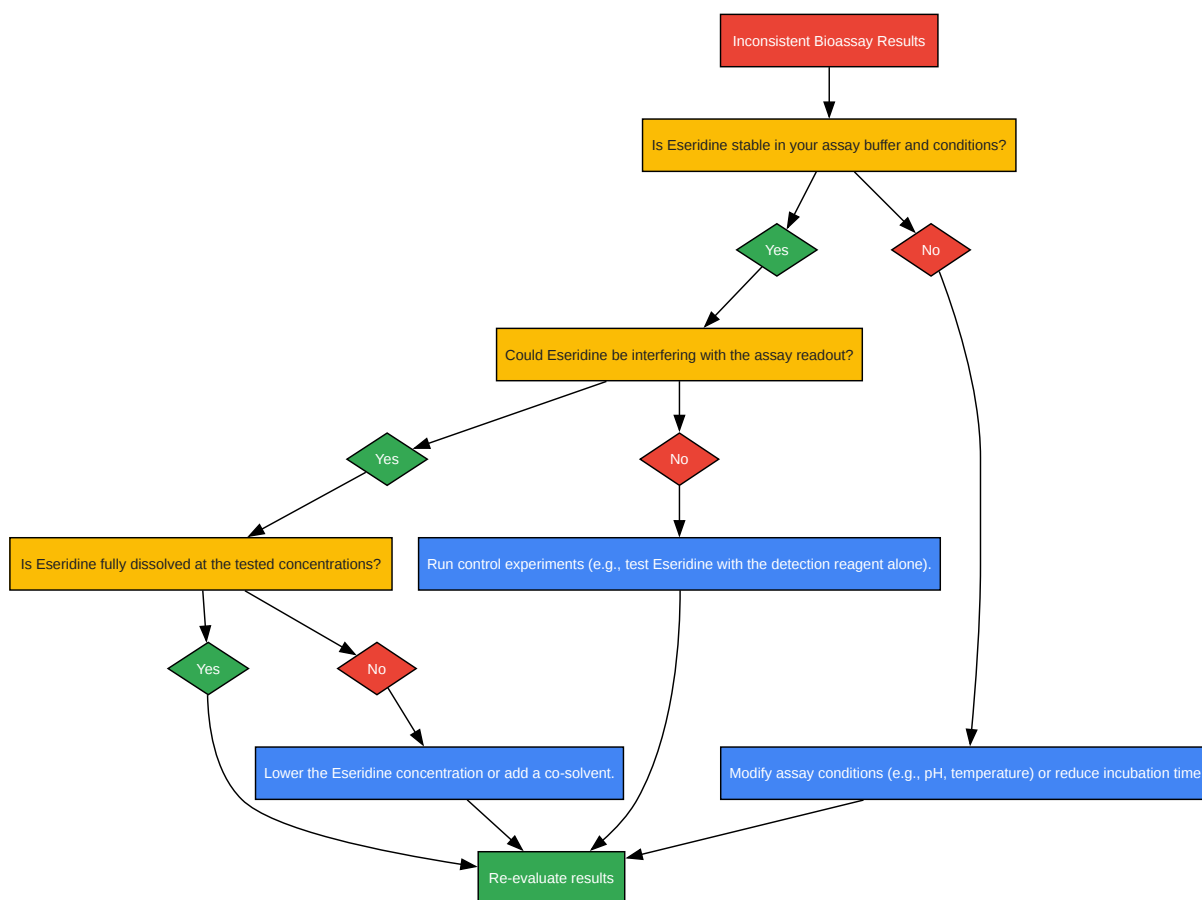 Inconsistent Bioassay Results
Is Eseridine stable in your assay buffer and conditions?
Yes
No
Could Eseridine be interfering with the assay readout?
Yes
No
Is Eseridine fully dissolved at the tested concentrations?
Run control experiments (e.g., test Eseridine with the detection reagent alone).
Yes
No
Lower the Eseridine concentration or add a co-solvent.
Modify assay conditions (e.g., pH, temperature) or reduce incubation time
Re-evaluate results